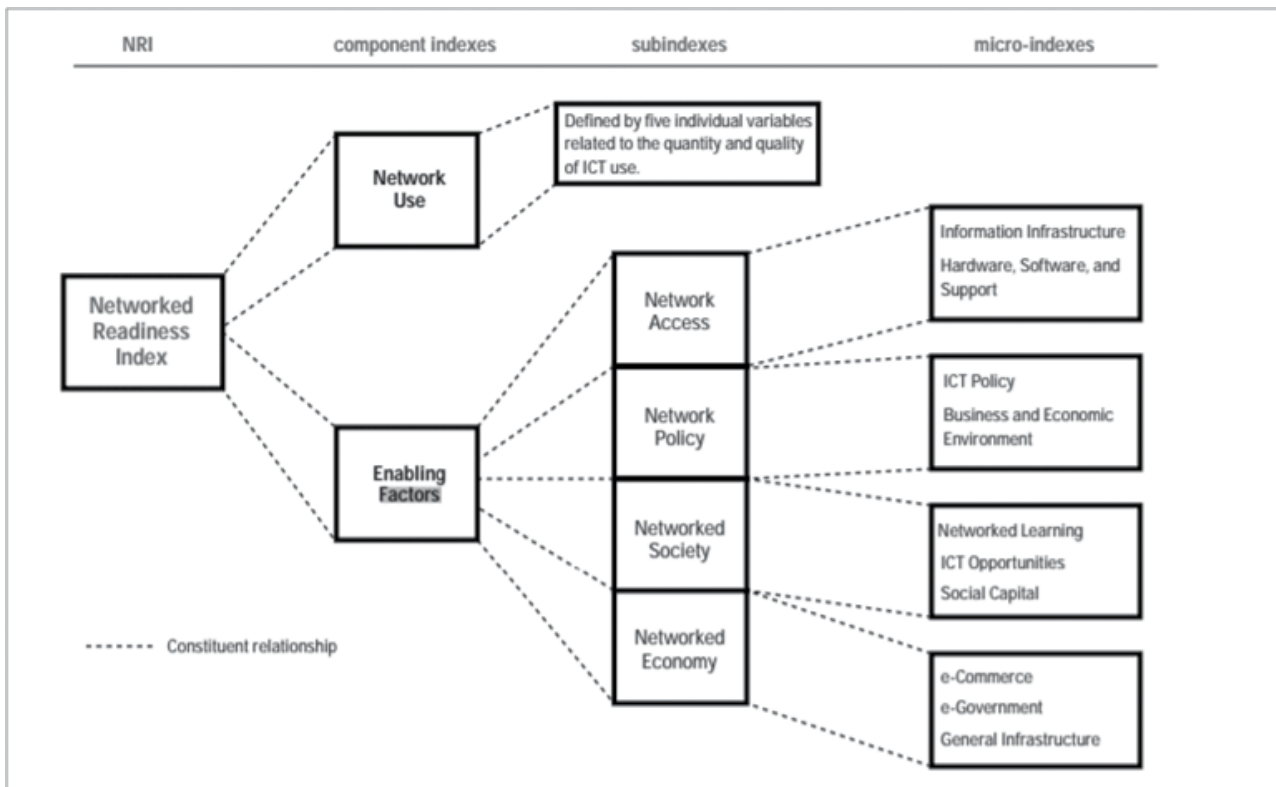 NRI
component indexes
subindexes
micro-indexes
Defined by five individual variables
related to the quantity and quality
of ICT use.
Network
Use
Information Infrastructure
Hardware, Software, and
Support
Networked
Readiness
Index
Network
Access
ICT Policy
Business and Economic
Environment
Network
Policy
Enabling
Factors
Networked
Society
Networked Learning
ICT Opportunities
Social Capital
Networked
Economy
Constituent relationship
e-Commerce
e-Government
General Infrastructure